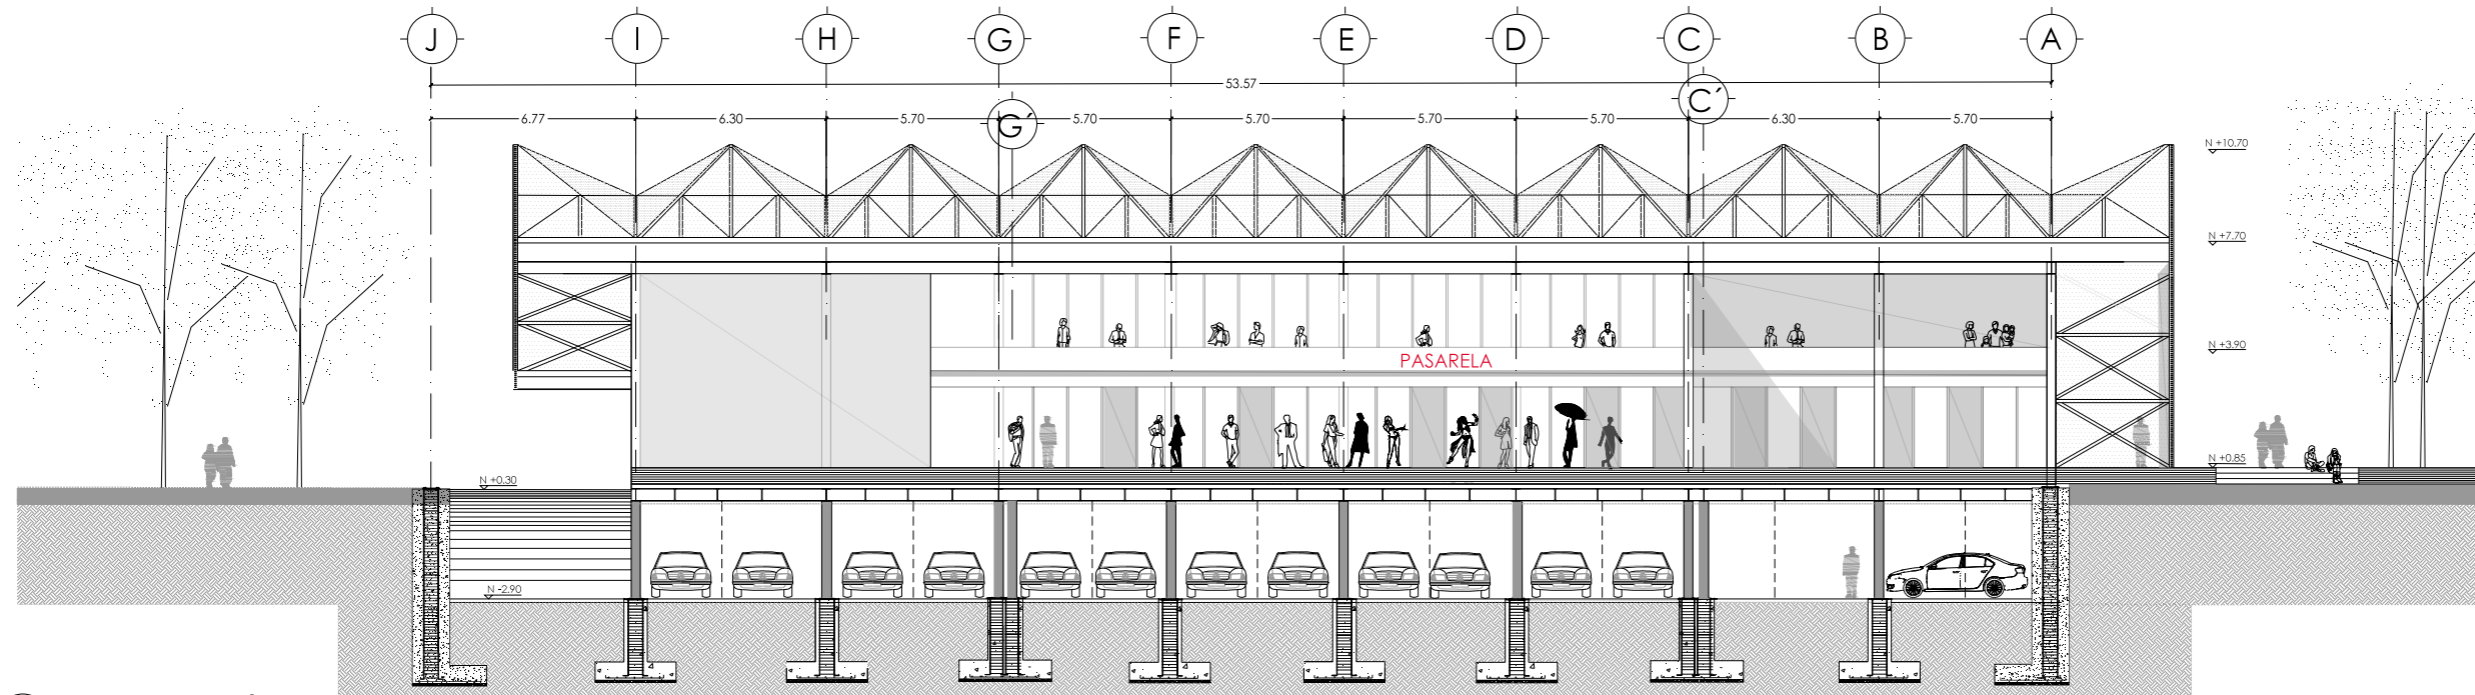 J I H G F E D C B A
53.57
C´
6.77 6.30 5.70 5.70 5.70 5.70 5.70 6.30 5.70
G´
N +10.70
N +7.70
N +3.90
PASARELA
N +0.85
N +0.30
N -2.90